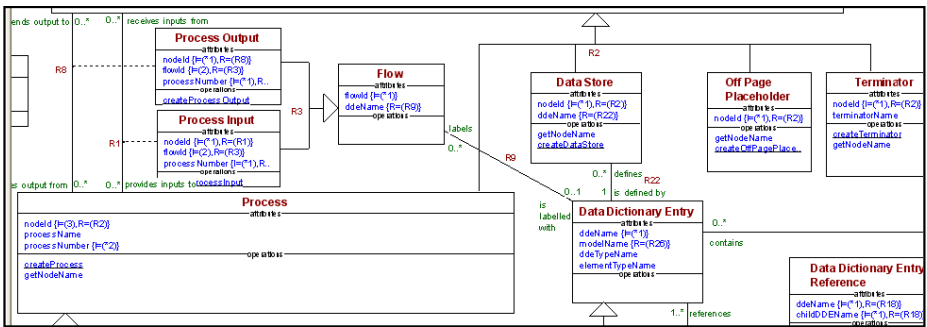 ends output to 0..* 0..* receives inputs from
Process Output
attributes
nodeId {I=(*1),R=(R8)}
flowId {I=(2),R=(R3)}
processNumber {I=(*1),R..
operations
createProcess Output
R8
R3
Flow
attributes
flowId {I=(*1)}
ddeName {R=(R9)}
operations
R2
Data Store
attributes
nodeId {I=(*1),R=(R2)}
ddeName {R=(R22)}
operations
getNodeName
createDataStore
Off Page
Placeholder
attributes
nodeId {I=(*1),R=(R2)}
operations
getNodeName
createOffPagePlace..
Terminator
attributes
nodeId {I=(*1),R=(R2)}
terminatorName
operations
createTerminator
getNodeName
Process Input
attributes
nodeId {I=(*1),R=(R1)}
flowId {I=(2),R=(R3)}
processNumber {I=(*1),R..
operations
rocessInput
R1
labels
0..*
R9
0..1
is
labelled
with
0..* defines
R22
1 is defined by
es output from 0..* 0..* provides inputs to
Process
attributes
nodeId {I=(3),R=(R2)}
processName
processNumber {I=(*2)}
operations
createProcess
getNodeName
Data Dictionary Entry
attributes
ddeName {I=(*1)}
modelName {R=(R26)}
ddeTypeName
elementTypeName
operations
0..*
contains
1..* references
Data Dictionary Entry
Reference
attributes
ddeName {I=(*1),R=(R18)}
childDDEName {I=(*1),R=(R18)
operations